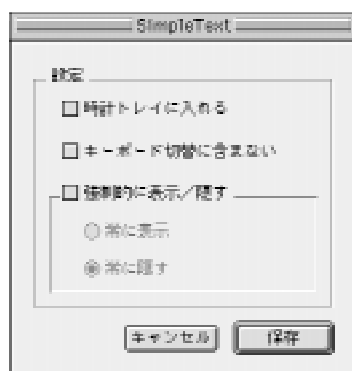 SimpleText
設定
時計トレイに入れる
キーボード切替に含まない
強制的に表示／隠す
常に表示
常に隠す
キャンセル
保存